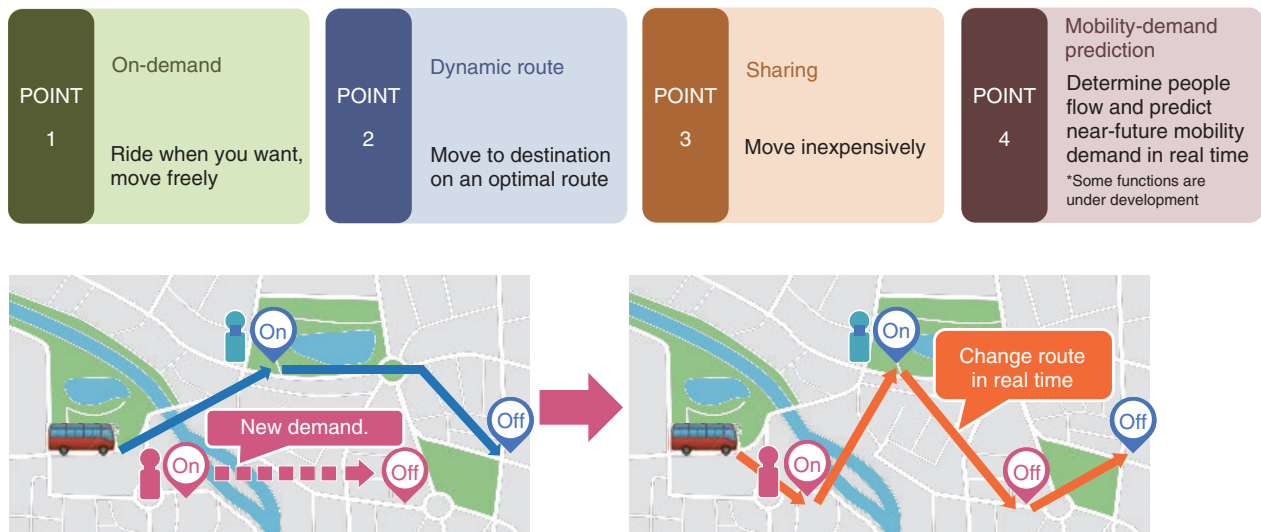 POINT
1
On-demand
Ride when you want,
move freely
POINT
2
Dynamic route
Move to destination
on an optimal route
POINT
3
Sharing
Move inexpensively
POINT
4
Mobility-demand
prediction
Determine people
flow and predict
near-future mobility
demand in real time
*Some functions are
under development
On
New demand.
Off
On
Off
On
Change route
in real time
Off
On
Off